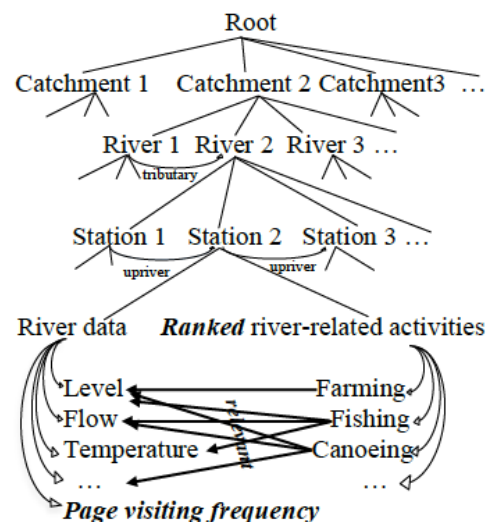 Root
Catchment 1 Catchment 2 Catchment3 …
River 1 River 2 River 3 …
tributary
Station 1 Station 2 Station 3 …
upriver upriver
River data Ranked river-related activities
Level Farming
relevant
Flow Fishing
Temperature Canoeing
… …
Page visiting frequency